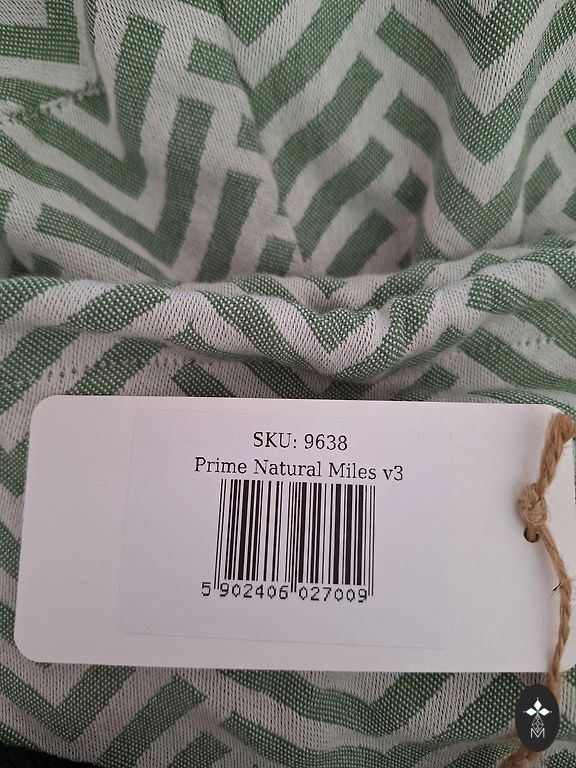 SKU: 9638
Prime Natural Miles v3
5 902406 027009
M